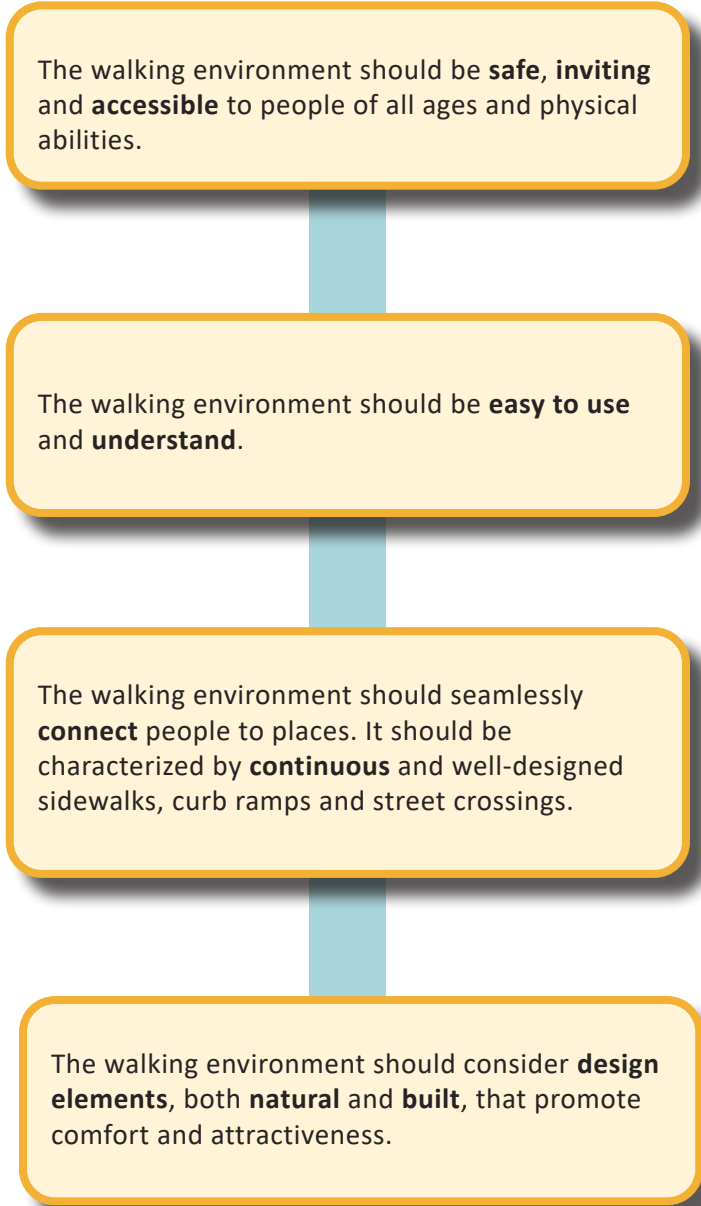 The walking environment should be safe, inviting
and accessible to people of all ages and physical
abilities.
The walking environment should be easy to use
and understand.
The walking environment should seamlessly
connect people to places. It should be
characterized by continuous and well-designed
sidewalks, curb ramps and street crossings.
The walking environment should consider design
elements, both natural and built, that promote
comfort and attractiveness.